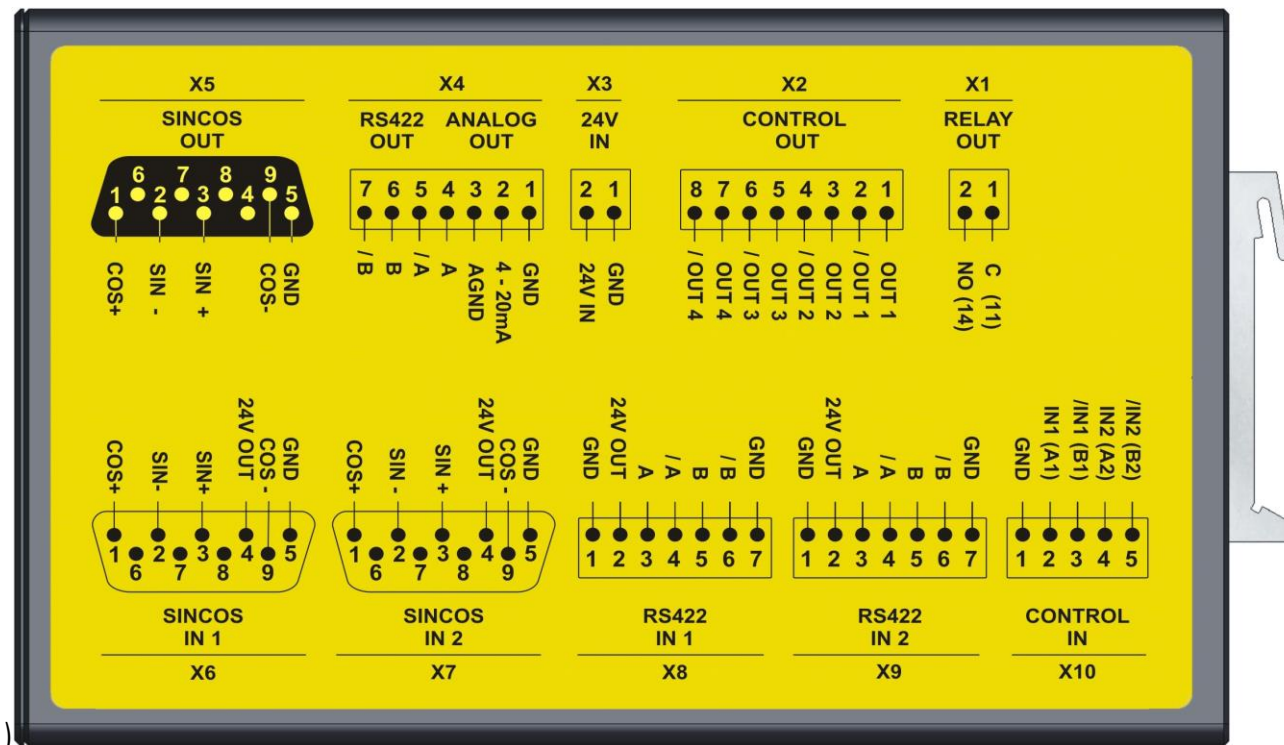 X5 X4 X3 X2 X1
SINCOS RS422 ANALOG 24V CONTROL RELAY
OUT OUT OUT IN OUT OUT
6 7 8 9
1 2 3 4 5
7 6 5 4 3 2 1
2 1
8 7 6 5 4 3 2 1
2 1
COS+ SIN - SIN + COS- GND
/B B /A A AGND 4 - 20mA GND
24V IN GND
/ OUT 4 OUT 4 / OUT 3 OUT 3 / OUT 2 OUT 2 / OUT 1 OUT 1
NO (14) C (11)
COS+ SIN- SIN+ 24V OUT COS - GND
COS+ SIN - SIN + 24V OUT COS - GND
GND 24V OUT A /A B /B GND
GND 24V OUT A /A B /B GND
GND IN1 (A1) /IN1 (B1) IN2 (A2) /IN2 (B2)
1 2 3 4 5
6 7 8 9
1 2 3 4 5
6 7 8 9
1 2 3 4 5 6 7
1 2 3 4 5 6 7
1 2 3 4 5
SINCOS SINCOS RS422 RS422 CONTROL
IN 1 IN 2 IN 1 IN 2 IN
X6 X7 X8 X9 X10
)